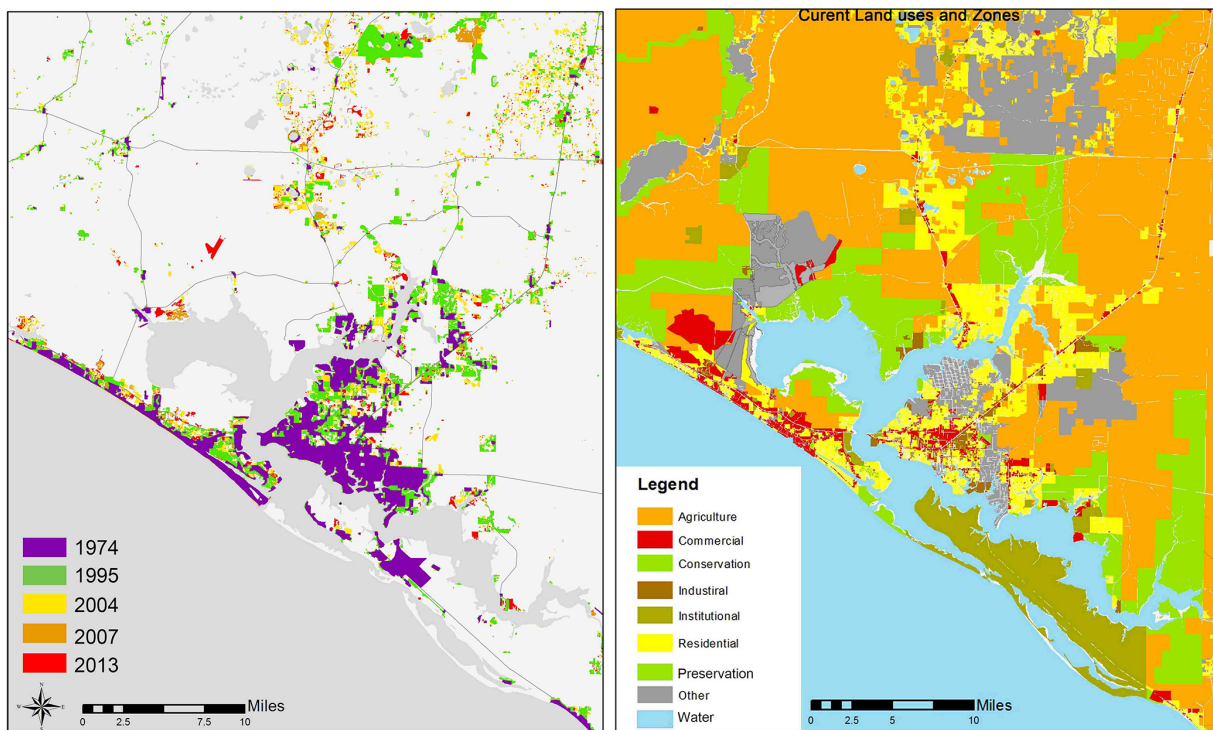 1974
1995
2004
2007
2013
N
W E
S
0 2.5 7.5 10 Miles
Curent Land uses and Zones
Legend
Agriculture
Commercial
Conservation
Industiral
Institutional
Residential
Preservation
Other
Water
0 2.5 5 10 Miles